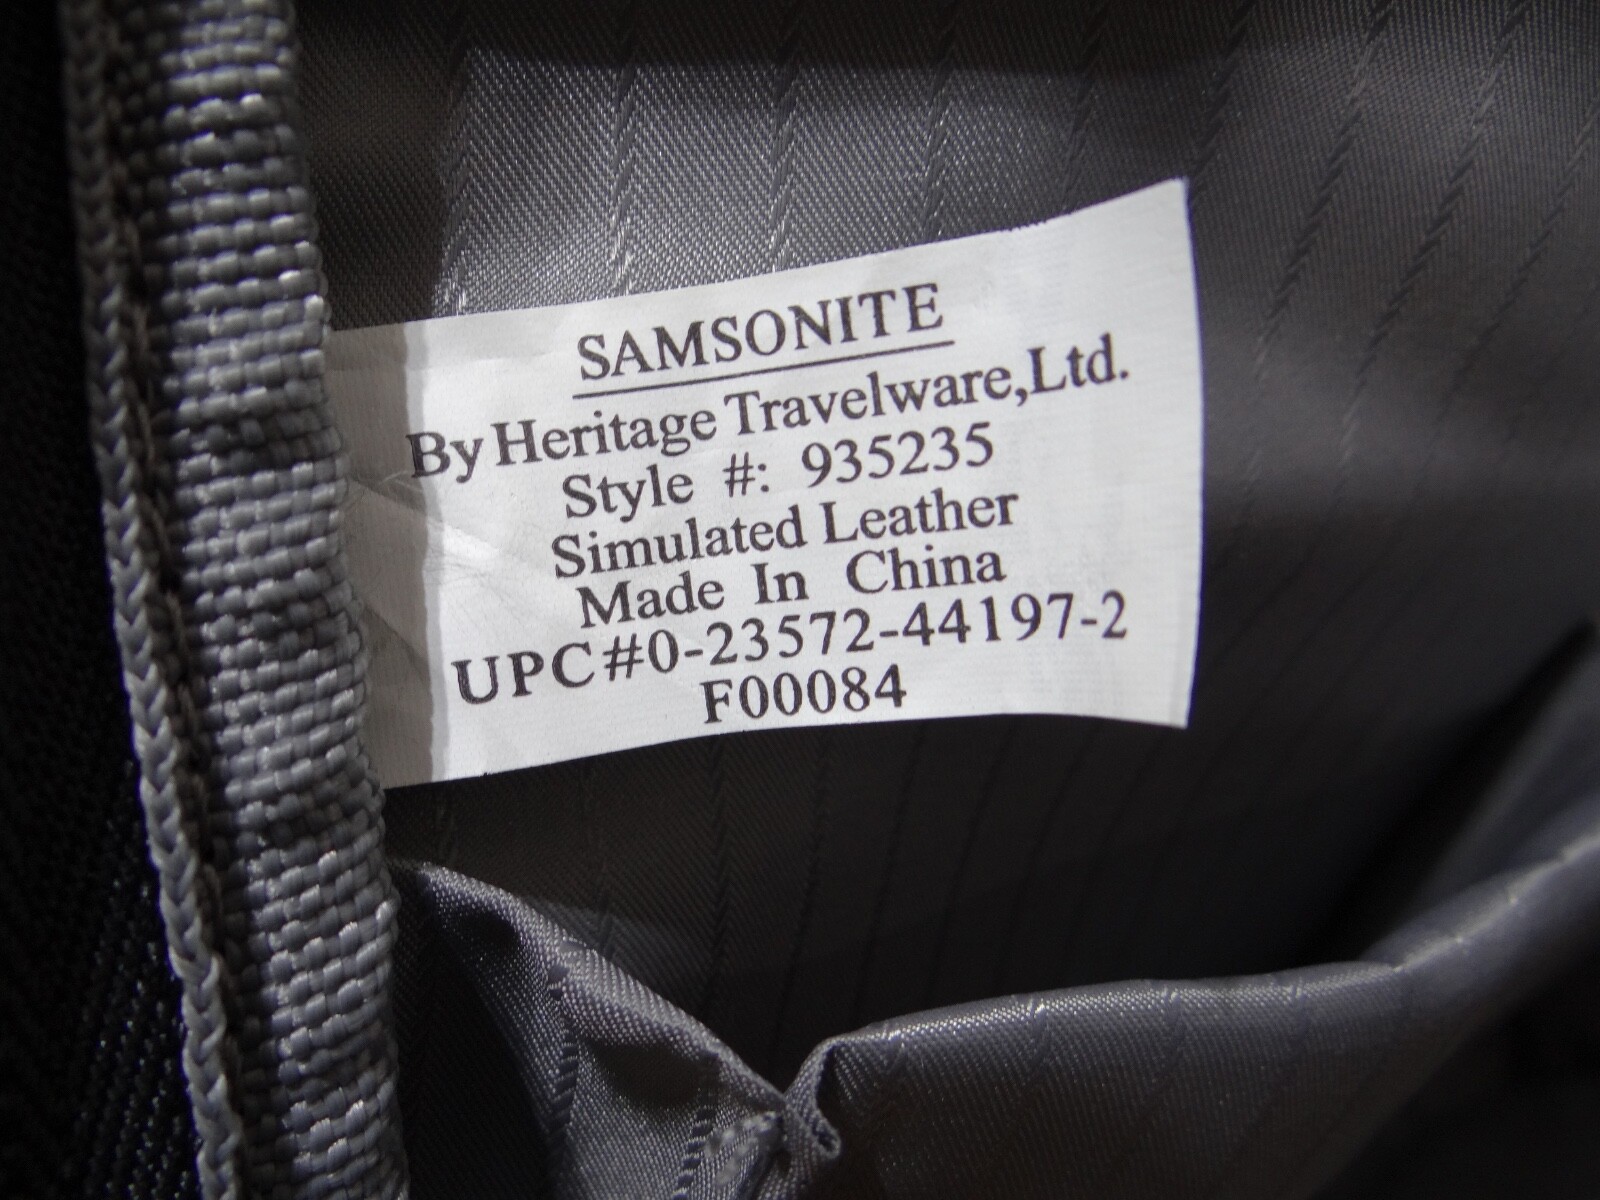 SAMSONITE
By Heritage Travelware,Ltd.
Style #: 935235
Simulated Leather
Made In China
UPC#0-23572-44197-2
F00084